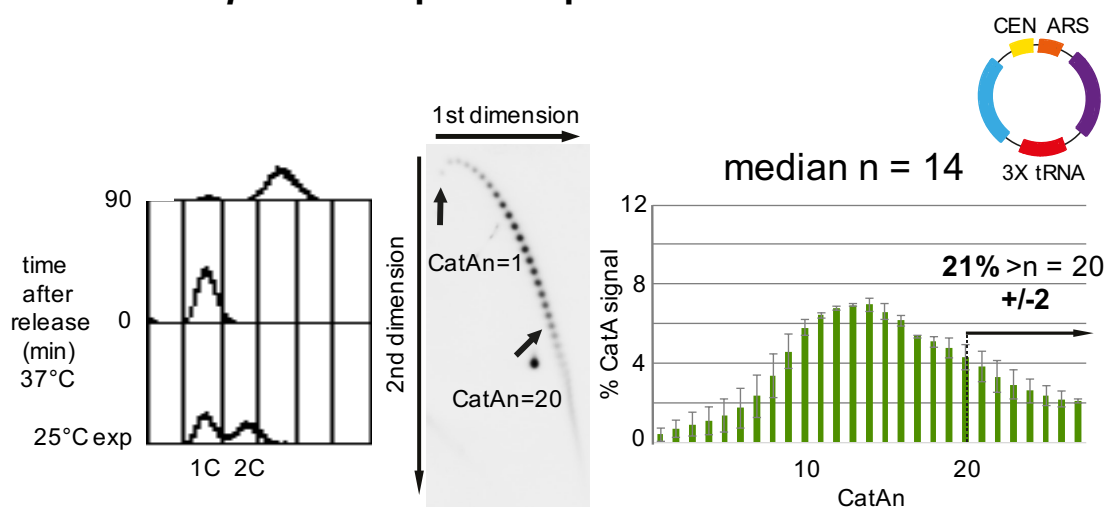 CEN ARS
3X tRNA
1st dimension
2nd dimension
CatAn=1
CatAn=20
90
time
after
release
(min)
37°C
0
25°C exp
1C 2C
median n = 14
12
8
4
0
% CatA signal
21% >n = 20
+/-2
10
20
CatAn